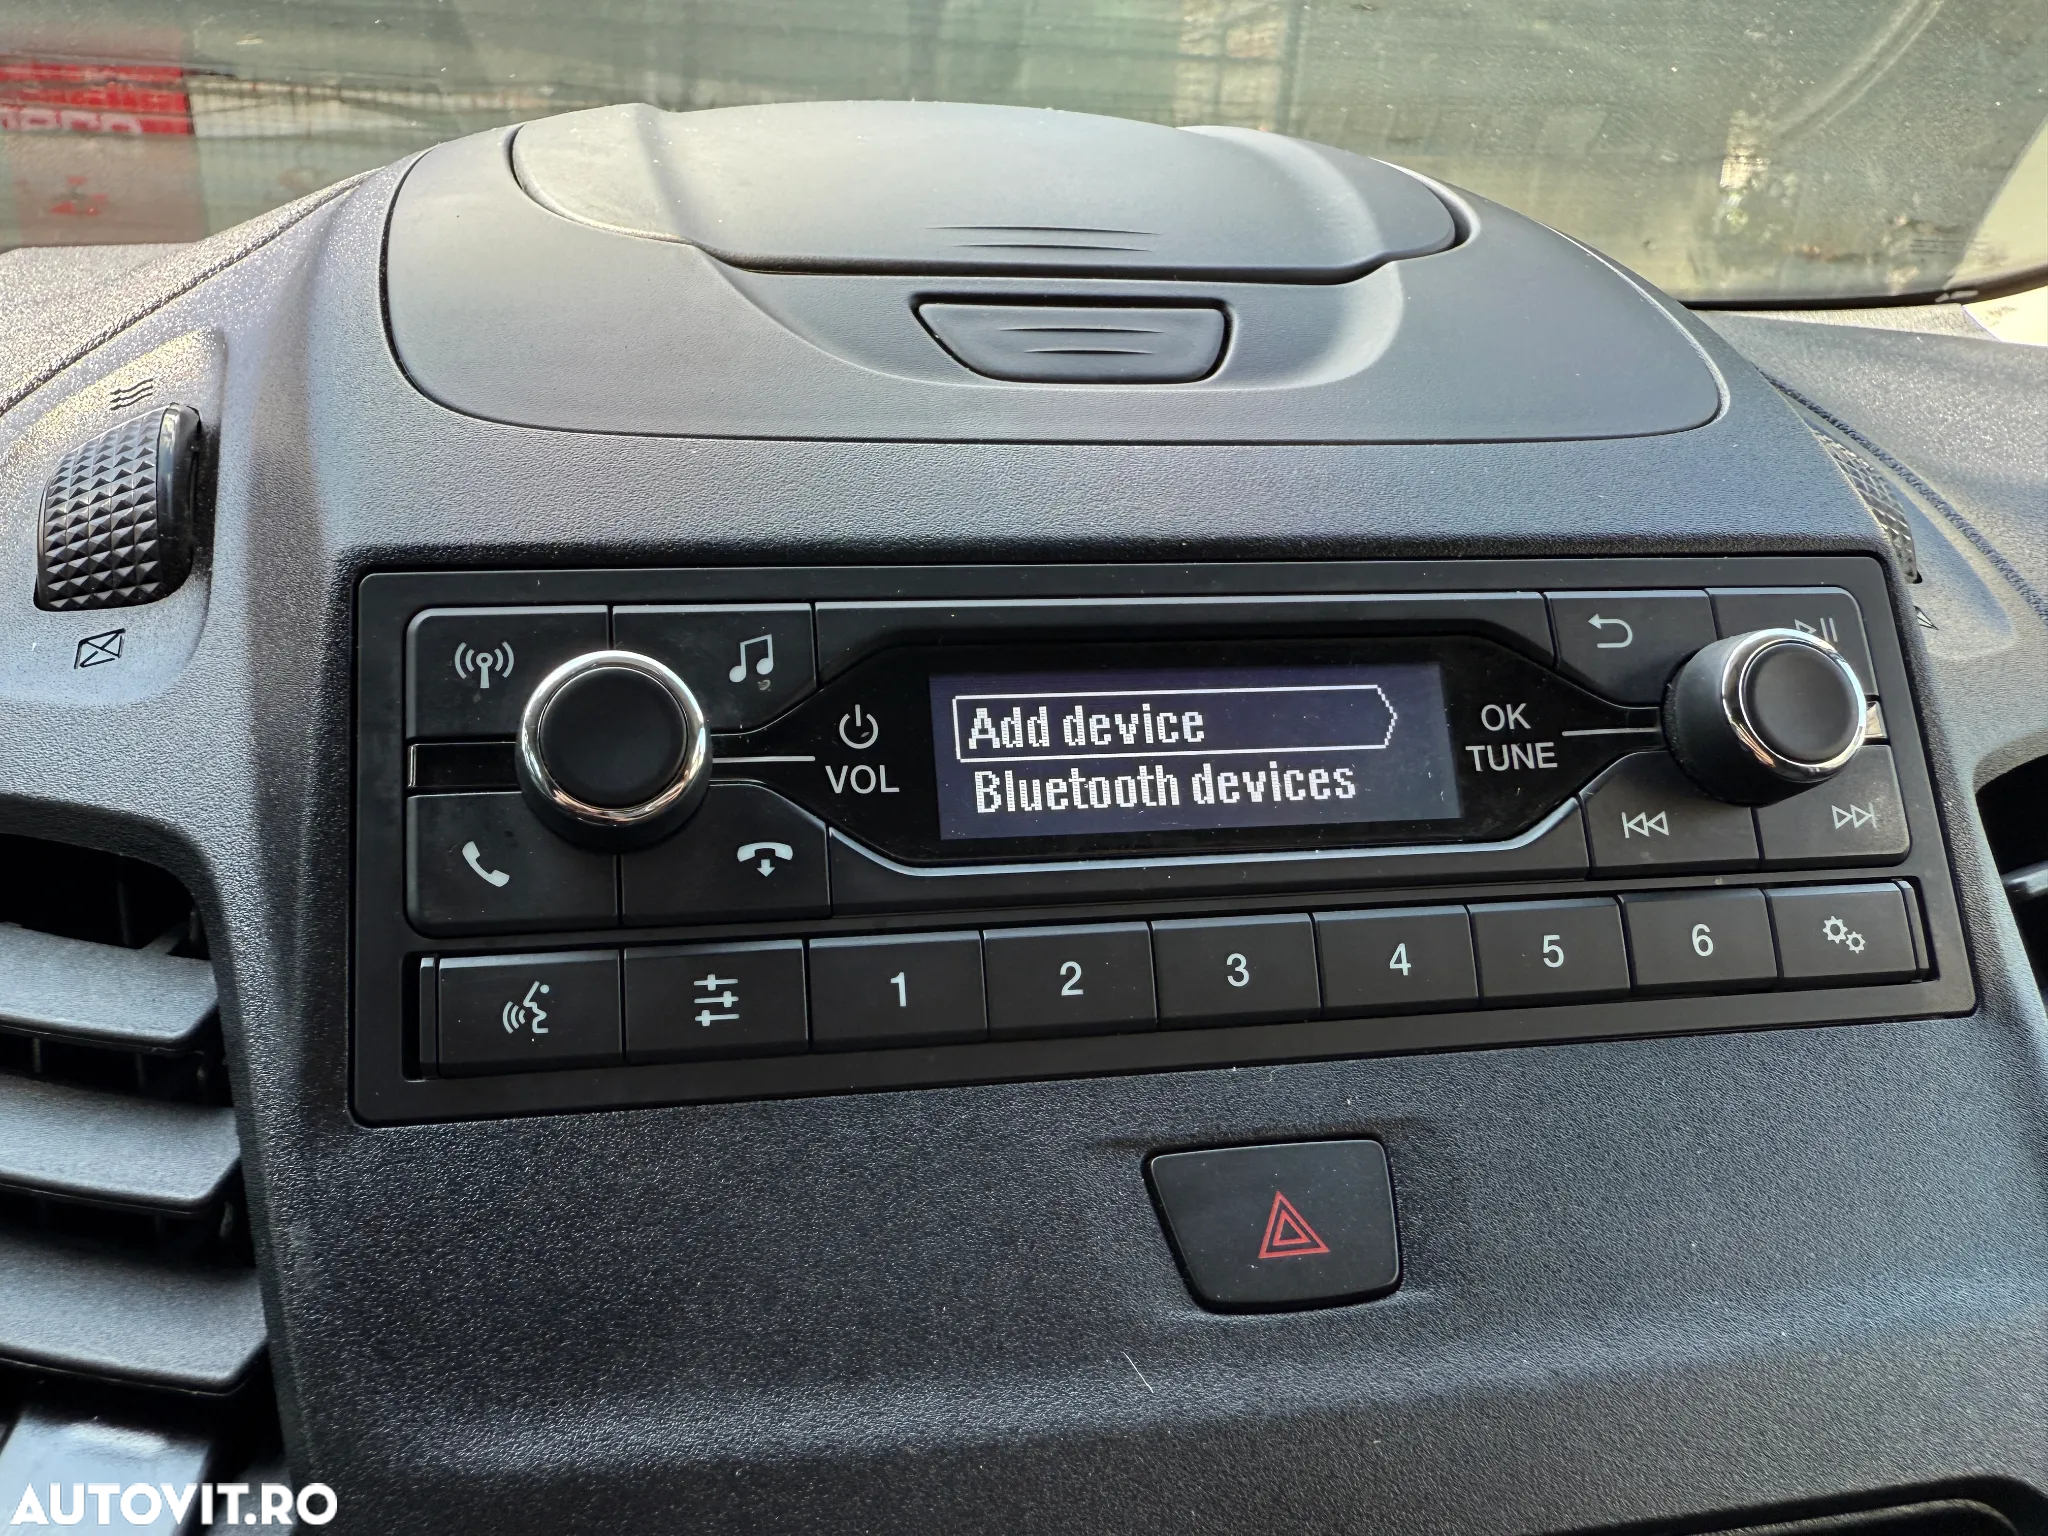 Add device
Bluetooth devices
VOL
OK
TUNE
1
2
3
4
5
6
AUTOVIT.RO